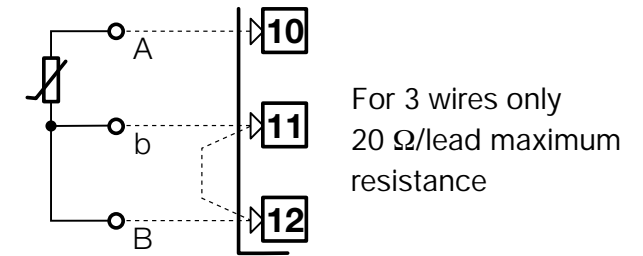 A
10
b
11
B
12
For 3 wires only
20 Ω/lead maximum
resistance